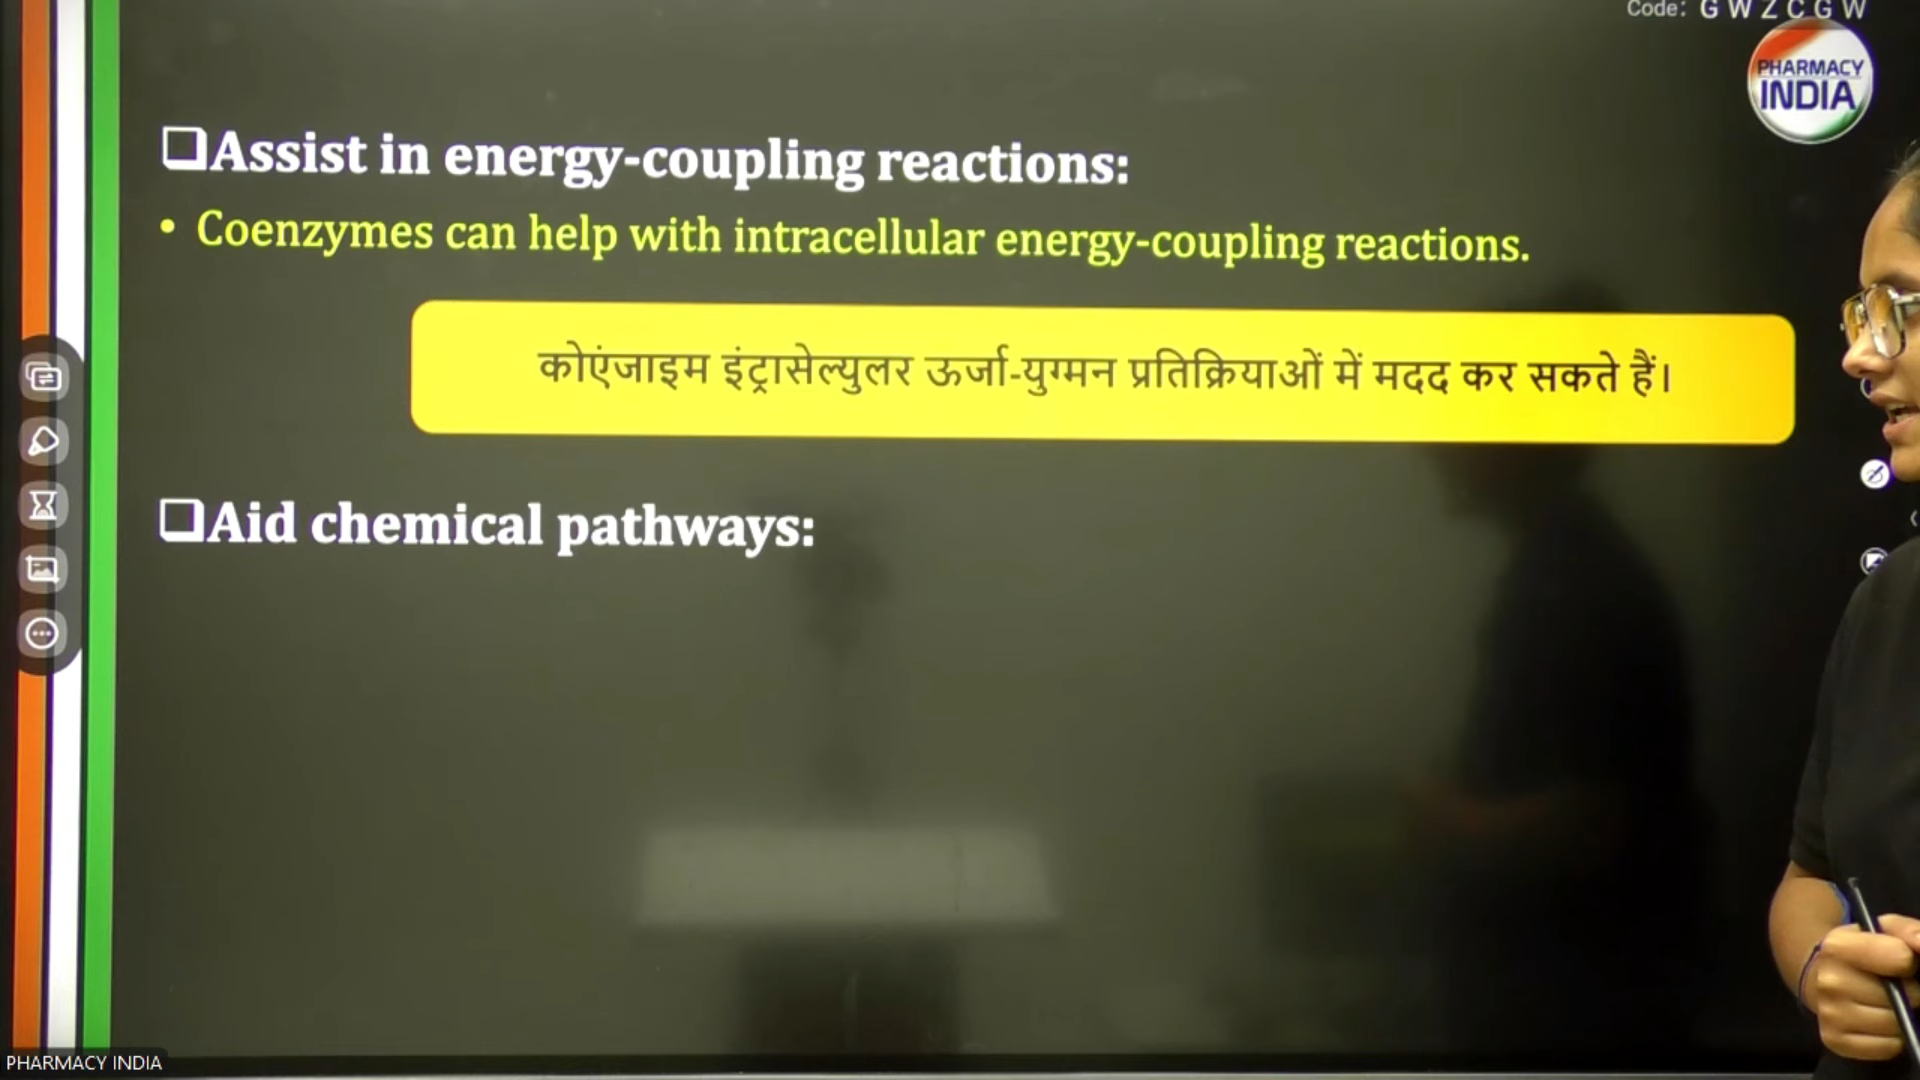 Code: G W Z C G W
PHARMACY
INDIA
❑Assist in energy-coupling reactions:
• Coenzymes can help with intracellular energy-coupling reactions.
कोएंजाइम इंट्रासेल्युलर ऊर्जा-युग्मन प्रतिक्रियाओं में मदद कर सकते हैं।
❑Aid chemical pathways:
PHARMACY INDIA